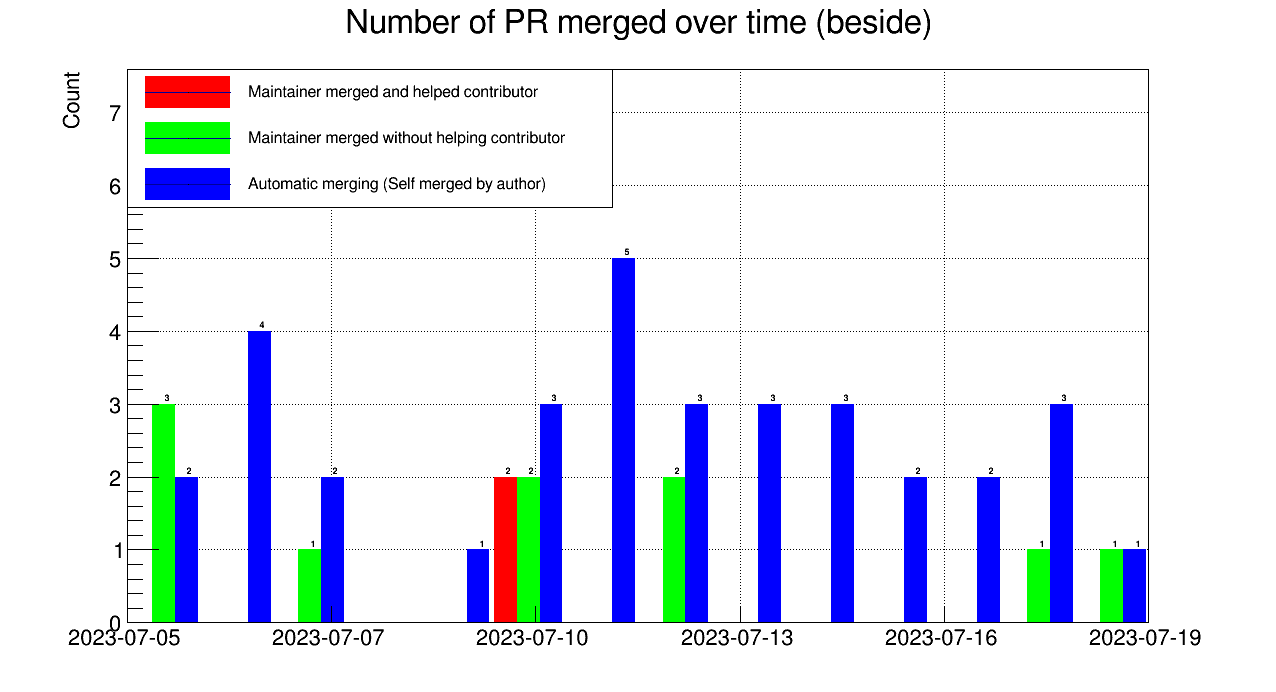 Number of PR merged over time (beside)
Count
Maintainer merged and helped contributor
Maintainer merged without helping contributor
Automatic merging (Self merged by author)
7
6
5
4
3
2
1
0
5
4
3 3 3 3 3 3
2 2 2 2 2 2 2 2
1 1 1 1 1
2023-07-05 2023-07-07 2023-07-10 2023-07-13 2023-07-16 2023-07-19